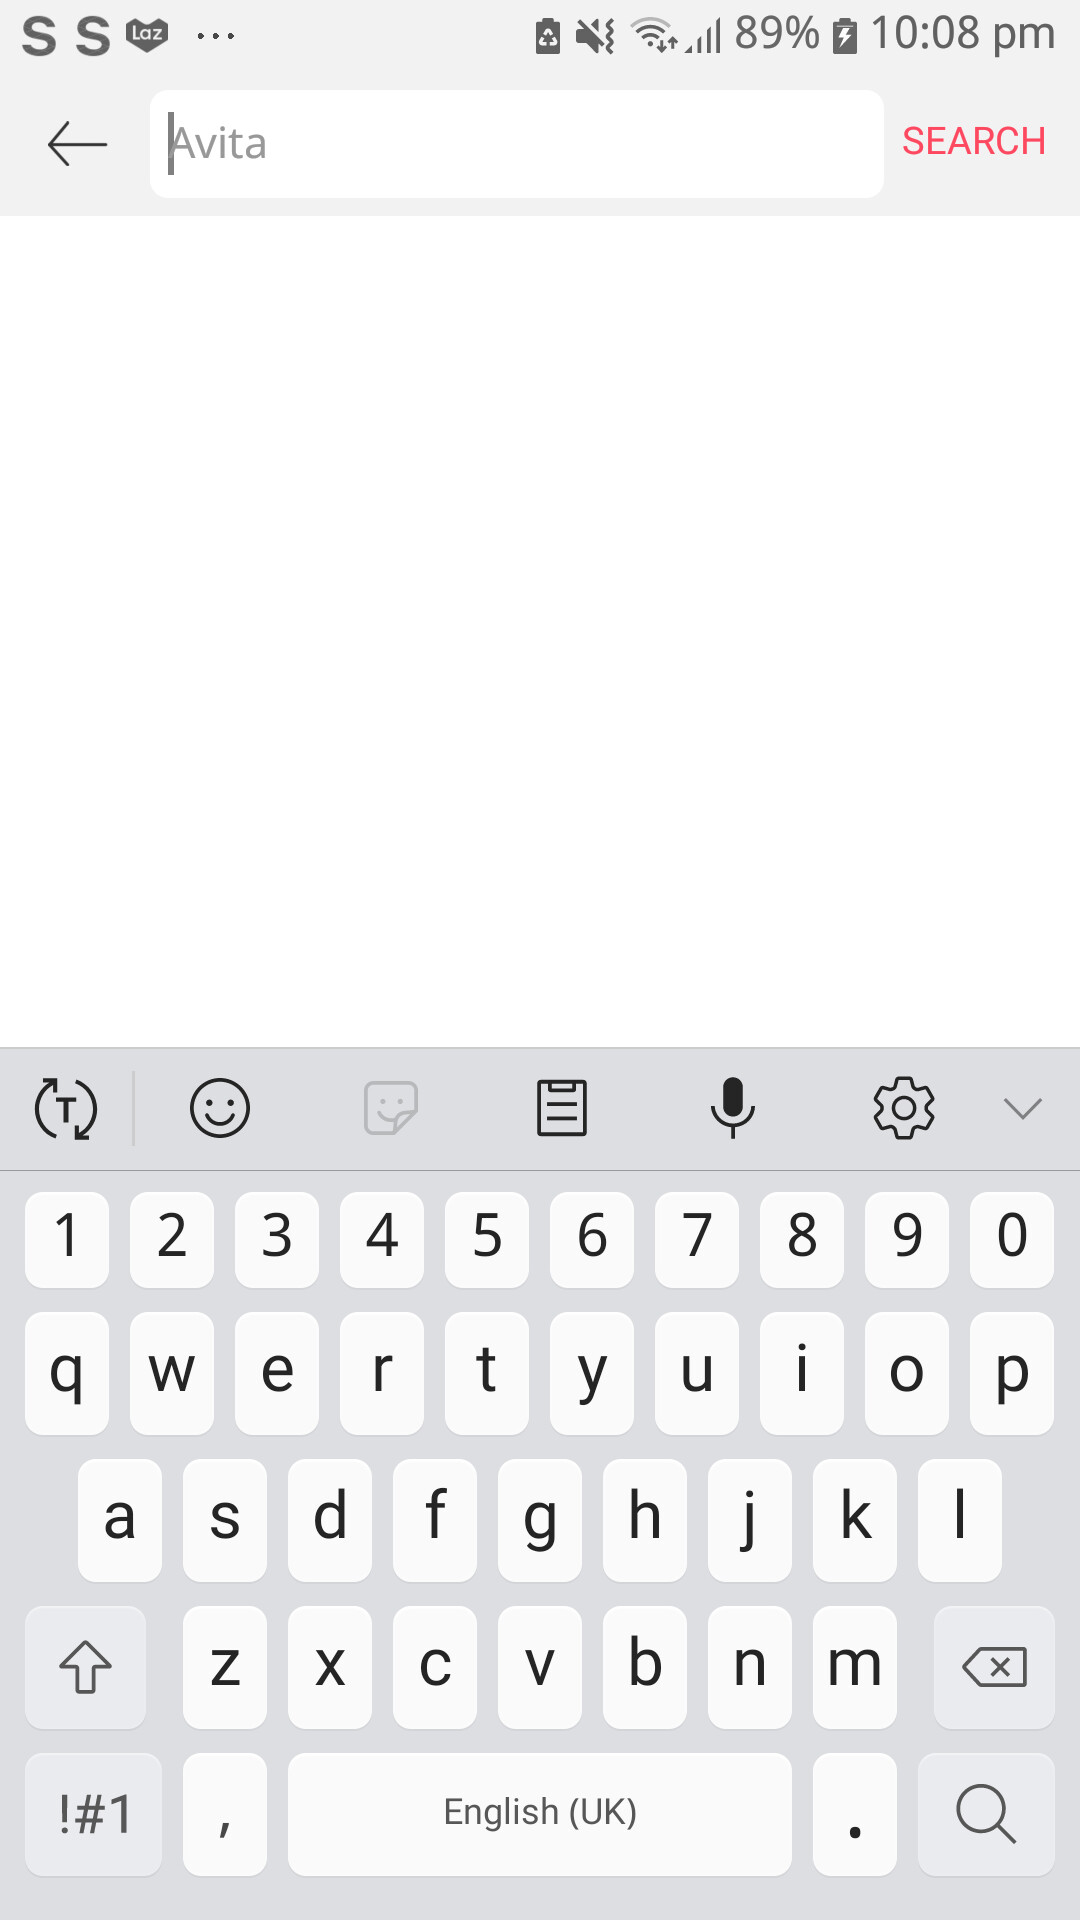 S S Laz ... 89% 10:08 pm
Avita SEARCH
T
1 2 3 4 5 6 7 8 9 0
q w e r t y u i o p
a s d f g h j k l
z x c v b n m
!#1 , English (UK) .